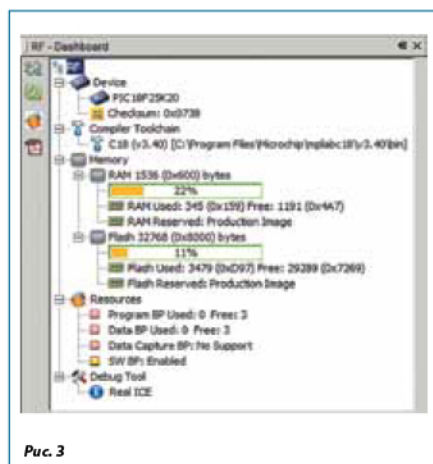 RF - Dashboard
Device
PIC18F25K20
Checksum: 0x0738
Compiler Toolchain
C18 (v3.40) [C:\Program Files\Microchip\mplabc18\v3.40\bin]
Memory
RAM 1536 (0x600) bytes
22%
RAM Used: 345 (0x159) Free: 1191 (0x4A7)
RAM Reserved: Production Image
Flash 32768 (0x8000) bytes
11%
Flash Used: 3479 (0xD97) Free: 29289 (0x7269)
Flash Reserved: Production Image
Resources
Program BP Used: 0 Free: 3
Data BP Used: 0 Free: 3
Data Capture BP: No Support
SW BP: Enabled
Debug Tool
Real ICE
Рис. 3